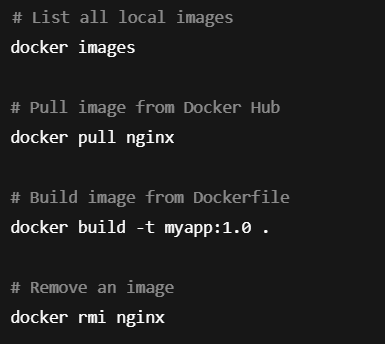 # List all local images
docker images
# Pull image from Docker Hub
docker pull nginx
# Build image from Dockerfile
docker build -t myapp:1.0 .
# Remove an image
docker rmi nginx